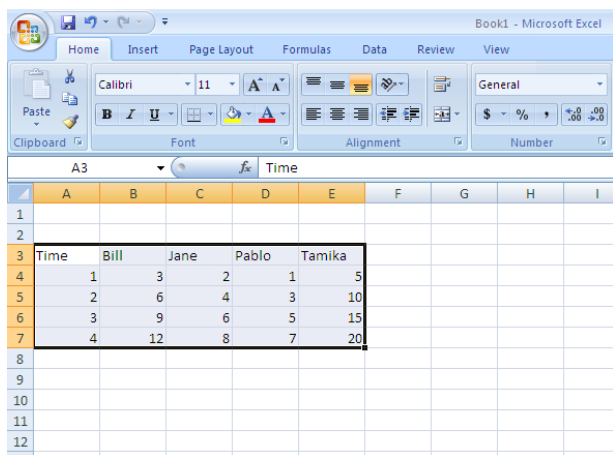 Book1 - Microsoft Excel
Home Insert Page Layout Formulas Data Review View
Paste
Calibri 11 A A General
B I U A $ % , .0 .00 .00 .0
Clipboard Font Alignment Number
A3 fx Time
A B C D E F G H I
1
2
3 Time Bill Jane Pablo Tamika
4 1 3 2 1 5
5 2 6 4 3 10
6 3 9 6 5 15
7 4 12 8 7 20
8
9
10
11
12